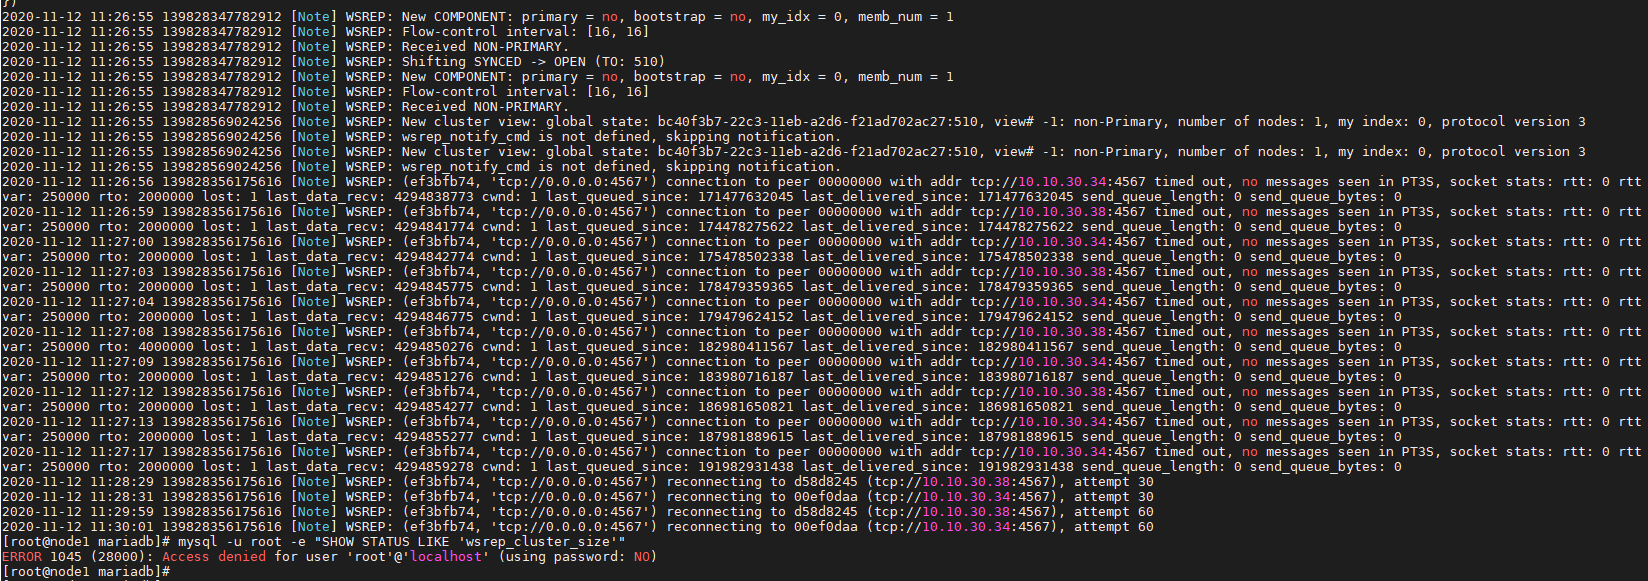 })
2020-11-12 11:26:55 139828347782912 [Note] WSREP: New COMPONENT: primary = no, bootstrap = no, my_idx = 0, memb_num = 1
2020-11-12 11:26:55 139828347782912 [Note] WSREP: Flow-control interval: [16, 16]
2020-11-12 11:26:55 139828347782912 [Note] WSREP: Received NON-PRIMARY.
2020-11-12 11:26:55 139828347782912 [Note] WSREP: Shifting SYNCED -> OPEN (TO: 510)
2020-11-12 11:26:55 139828347782912 [Note] WSREP: New COMPONENT: primary = no, bootstrap = no, my_idx = 0, memb_num = 1
2020-11-12 11:26:55 139828347782912 [Note] WSREP: Flow-control interval: [16, 16]
2020-11-12 11:26:55 139828347782912 [Note] WSREP: Received NON-PRIMARY.
2020-11-12 11:26:55 139828569024256 [Note] WSREP: New cluster view: global state: bc40f3b7-22c3-11eb-a2d6-f21ad702ac27:510, view# -1: non-Primary, number of nodes: 1, my index: 0, protocol version 3
2020-11-12 11:26:55 139828569024256 [Note] WSREP: wsrep_notify_cmd is not defined, skipping notification.
2020-11-12 11:26:55 139828569024256 [Note] WSREP: New cluster view: global state: bc40f3b7-22c3-11eb-a2d6-f21ad702ac27:510, view# -1: non-Primary, number of nodes: 1, my index: 0, protocol version 3
2020-11-12 11:26:55 139828569024256 [Note] WSREP: wsrep_notify_cmd is not defined, skipping notification.
2020-11-12 11:26:56 139828356175616 [Note] WSREP: (ef3bfb74, 'tcp://0.0.0.0:4567') connection to peer 00000000 with addr tcp://10.10.30.34:4567 timed out, no messages seen in PT3S, socket stats: rtt: 0 rtt
var: 250000 rto: 2000000 lost: 1 last_data_recv: 4294838773 cwnd: 1 last_queued_since: 171477632045 last_delivered_since: 171477632045 send_queue_length: 0 send_queue_bytes: 0
2020-11-12 11:26:59 139828356175616 [Note] WSREP: (ef3bfb74, 'tcp://0.0.0.0:4567') connection to peer 00000000 with addr tcp://10.10.30.38:4567 timed out, no messages seen in PT3S, socket stats: rtt: 0 rtt
var: 250000 rto: 2000000 lost: 1 last_data_recv: 4294841774 cwnd: 1 last_queued_since: 174478275622 last_delivered_since: 174478275622 send_queue_length: 0 send_queue_bytes: 0
2020-11-12 11:27:00 139828356175616 [Note] WSREP: (ef3bfb74, 'tcp://0.0.0.0:4567') connection to peer 00000000 with addr tcp://10.10.30.34:4567 timed out, no messages seen in PT3S, socket stats: rtt: 0 rtt
var: 250000 rto: 2000000 lost: 1 last_data_recv: 4294842774 cwnd: 1 last_queued_since: 175478502338 last_delivered_since: 175478502338 send_queue_length: 0 send_queue_bytes: 0
2020-11-12 11:27:03 139828356175616 [Note] WSREP: (ef3bfb74, 'tcp://0.0.0.0:4567') connection to peer 00000000 with addr tcp://10.10.30.38:4567 timed out, no messages seen in PT3S, socket stats: rtt: 0 rtt
var: 250000 rto: 2000000 lost: 1 last_data_recv: 4294845775 cwnd: 1 last_queued_since: 178479359365 last_delivered_since: 178479359365 send_queue_length: 0 send_queue_bytes: 0
2020-11-12 11:27:04 139828356175616 [Note] WSREP: (ef3bfb74, 'tcp://0.0.0.0:4567') connection to peer 00000000 with addr tcp://10.10.30.34:4567 timed out, no messages seen in PT3S, socket stats: rtt: 0 rtt
var: 250000 rto: 2000000 lost: 1 last_data_recv: 4294846775 cwnd: 1 last_queued_since: 179479624152 last_delivered_since: 179479624152 send_queue_length: 0 send_queue_bytes: 0
2020-11-12 11:27:08 139828356175616 [Note] WSREP: (ef3bfb74, 'tcp://0.0.0.0:4567') connection to peer 00000000 with addr tcp://10.10.30.38:4567 timed out, no messages seen in PT3S, socket stats: rtt: 0 rtt
var: 250000 rto: 4000000 lost: 1 last_data_recv: 4294850276 cwnd: 1 last_queued_since: 182980411567 last_delivered_since: 182980411567 send_queue_length: 0 send_queue_bytes: 0
2020-11-12 11:27:09 139828356175616 [Note] WSREP: (ef3bfb74, 'tcp://0.0.0.0:4567') connection to peer 00000000 with addr tcp://10.10.30.34:4567 timed out, no messages seen in PT3S, socket stats: rtt: 0 rtt
var: 250000 rto: 2000000 lost: 1 last_data_recv: 4294851276 cwnd: 1 last_queued_since: 183980716187 last_delivered_since: 183980716187 send_queue_length: 0 send_queue_bytes: 0
2020-11-12 11:27:12 139828356175616 [Note] WSREP: (ef3bfb74, 'tcp://0.0.0.0:4567') connection to peer 00000000 with addr tcp://10.10.30.38:4567 timed out, no messages seen in PT3S, socket stats: rtt: 0 rtt
var: 250000 rto: 2000000 lost: 1 last_data_recv: 4294854277 cwnd: 1 last_queued_since: 186981650821 last_delivered_since: 186981650821 send_queue_length: 0 send_queue_bytes: 0
2020-11-12 11:27:13 139828356175616 [Note] WSREP: (ef3bfb74, 'tcp://0.0.0.0:4567') connection to peer 00000000 with addr tcp://10.10.30.34:4567 timed out, no messages seen in PT3S, socket stats: rtt: 0 rtt
var: 250000 rto: 2000000 lost: 1 last_data_recv: 4294855277 cwnd: 1 last_queued_since: 187981889615 last_delivered_since: 187981889615 send_queue_length: 0 send_queue_bytes: 0
2020-11-12 11:27:17 139828356175616 [Note] WSREP: (ef3bfb74, 'tcp://0.0.0.0:4567') connection to peer 00000000 with addr tcp://10.10.30.34:4567 timed out, no messages seen in PT3S, socket stats: rtt: 0 rtt
var: 250000 rto: 2000000 lost: 1 last_data_recv: 4294859278 cwnd: 1 last_queued_since: 191982931438 last_delivered_since: 191982931438 send_queue_length: 0 send_queue_bytes: 0
2020-11-12 11:28:29 139828356175616 [Note] WSREP: (ef3bfb74, 'tcp://0.0.0.0:4567') reconnecting to d58d8245 (tcp://10.10.30.38:4567), attempt 30
2020-11-12 11:28:31 139828356175616 [Note] WSREP: (ef3bfb74, 'tcp://0.0.0.0:4567') reconnecting to 00ef0daa (tcp://10.10.30.34:4567), attempt 30
2020-11-12 11:29:59 139828356175616 [Note] WSREP: (ef3bfb74, 'tcp://0.0.0.0:4567') reconnecting to d58d8245 (tcp://10.10.30.38:4567), attempt 60
2020-11-12 11:30:01 139828356175616 [Note] WSREP: (ef3bfb74, 'tcp://0.0.0.0:4567') reconnecting to 00ef0daa (tcp://10.10.30.34:4567), attempt 60
[root@node1 mariadb]# mysql -u root -e "SHOW STATUS LIKE 'wsrep_cluster_size'"
ERROR 1045 (28000): Access denied for user 'root'@'localhost' (using password: NO)
[root@node1 mariadb]#